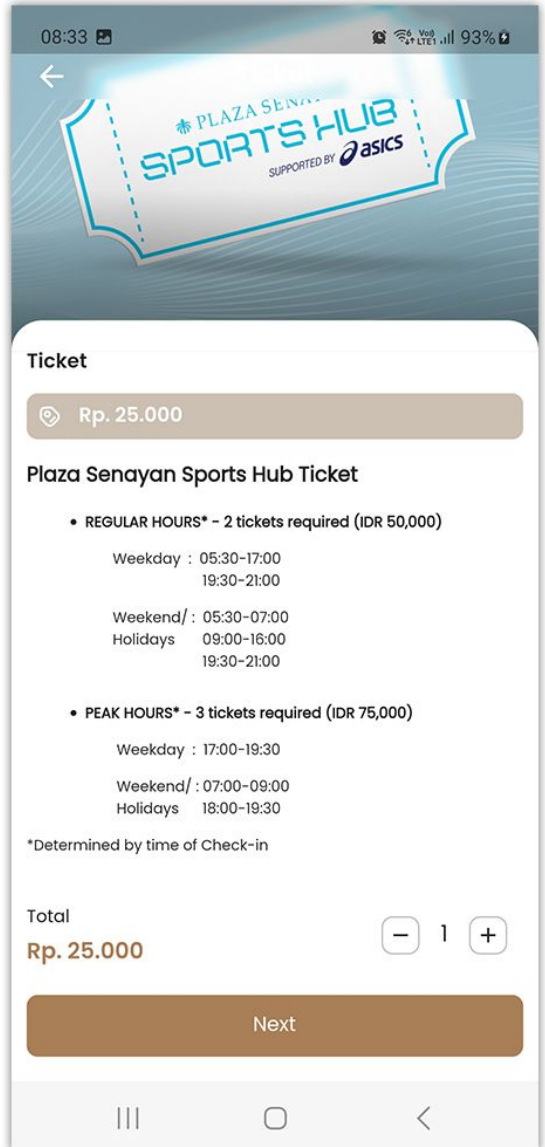 08:33
Voi)
LTE1
93%
PLAZA SENA
SPORTS HUB
SUPPORTED BY asics
Ticket
Rp. 25.000
Plaza Senayan Sports Hub Ticket
• REGULAR HOURS* - 2 tickets required (IDR 50,000)
Weekday : 05:30-17:00
19:30-21:00
Weekend/ : 05:30-07:00
Holidays 09:00-16:00
19:30-21:00
• PEAK HOURS* - 3 tickets required (IDR 75,000)
Weekday : 17:00-19:30
Weekend/ : 07:00-09:00
Holidays 18:00-19:30
*Determined by time of Check-in
Total
Rp. 25.000
1
Next